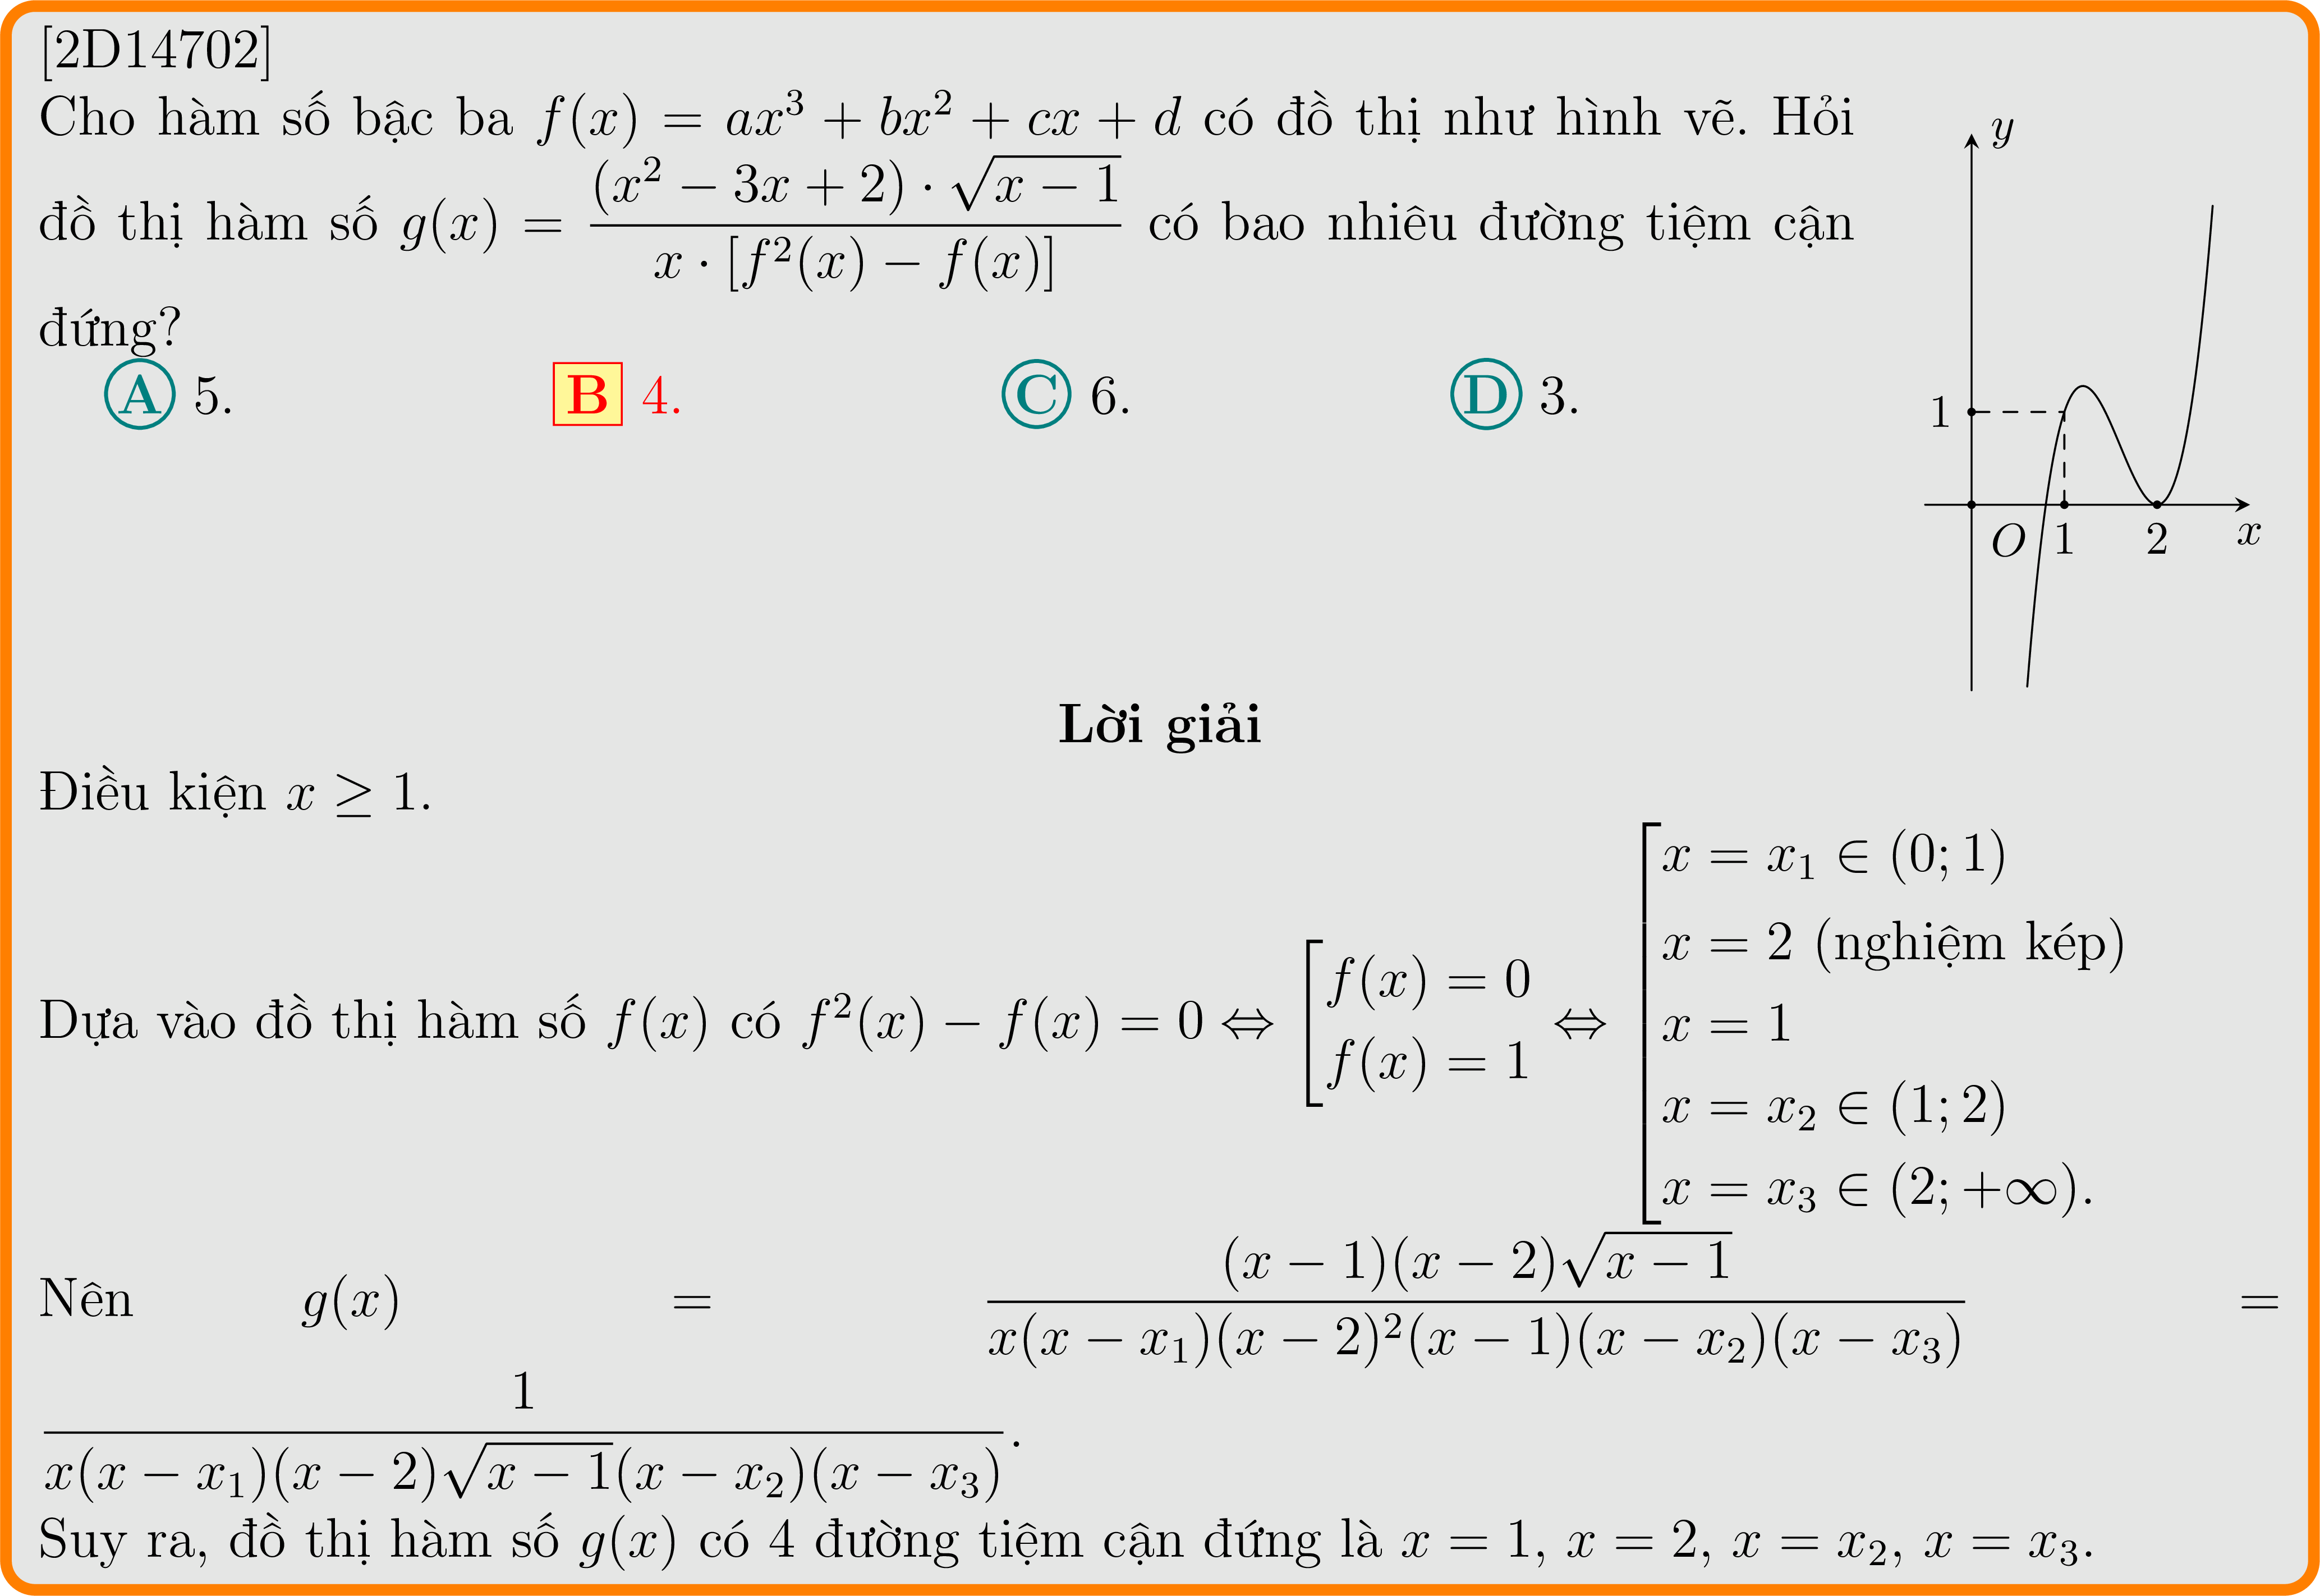 [2D14702]
Cho hàm số bậc ba $f(x) = ax^3 + bx^2 + cx + d$ có đồ thị như hình vẽ. Hỏi
đồ thị hàm số $g(x) = \dfrac{(x^2 - 3x + 2) \cdot \sqrt{x - 1}}{x \cdot [f^2(x) - f(x)]}$ có bao nhiêu đường tiệm cận
đứng?
A 5. B 4. C 6. D 3.
y
1
O 1 2 x
Lời giải
Điều kiện $x \geq 1$.
Dựa vào đồ thị hàm số $f(x)$ có $f^2(x) - f(x) = 0 \Leftrightarrow \left[\begin{array}{l} f(x) = 0 \\ f(x) = 1 \end{array}\right. \Leftrightarrow \left[\begin{array}{l} x = x_1 \in (0; 1) \\ x = 2 \text{ (nghiệm kép)} \\ x = 1 \\ x = x_2 \in (1; 2) \\ x = x_3 \in (2; +\infty). \end{array}\right.$
Nên $g(x) = \dfrac{(x - 1)(x - 2)\sqrt{x - 1}}{x(x - x_1)(x - 2)^2(x - 1)(x - x_2)(x - x_3)} =$
$\dfrac{1}{x(x - x_1)(x - 2)\sqrt{x - 1}(x - x_2)(x - x_3)}.$
Suy ra, đồ thị hàm số $g(x)$ có 4 đường tiệm cận đứng là $x = 1$, $x = 2$, $x = x_2$, $x = x_3$.